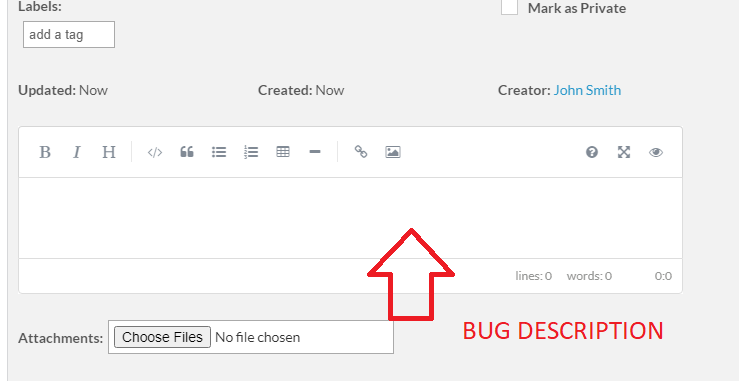 Labels:
Mark as Private
add a tag
Updated: Now
Created: Now
Creator: John Smith
B I H
lines: 0 words: 0 0:0
Attachments: Choose Files No file chosen
BUG DESCRIPTION